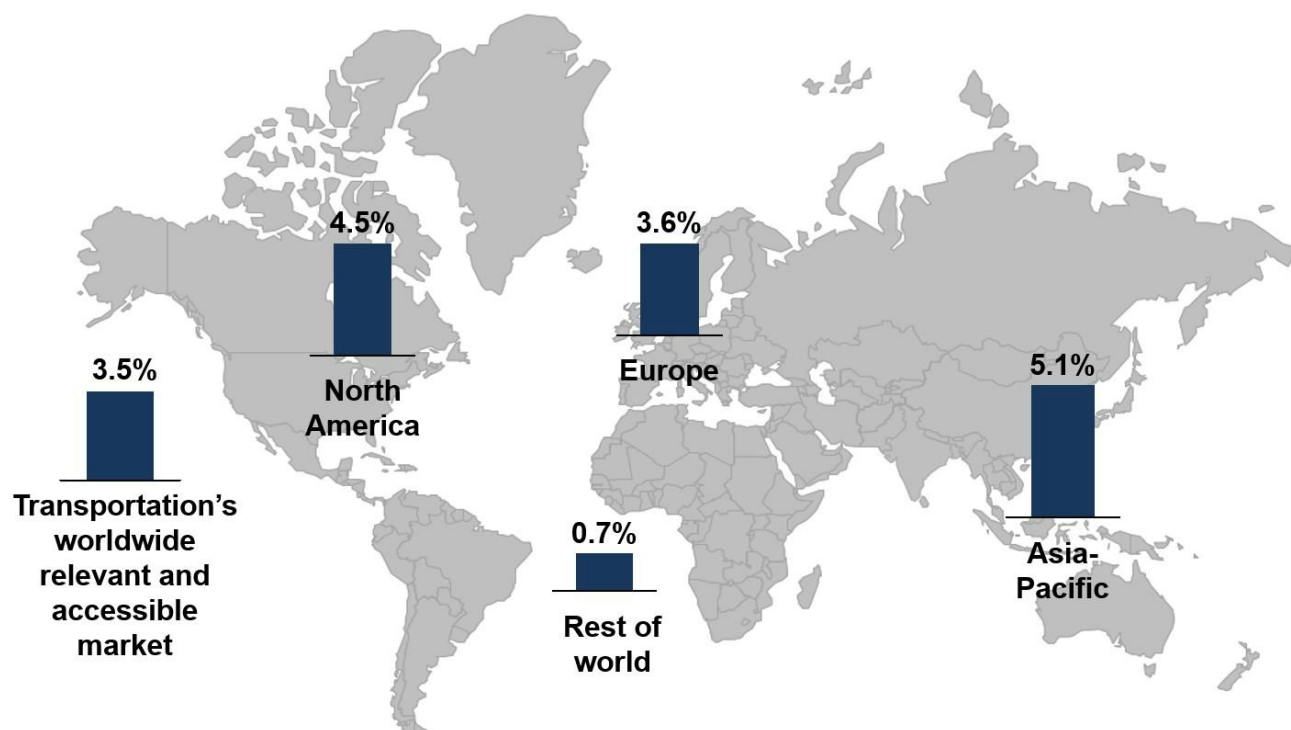 4.5%
North
America
3.6%
Europe
5.1%
Asia-
Pacific
3.5%
Transportation’s
worldwide
relevant and
accessible
market
0.7%
Rest of
world